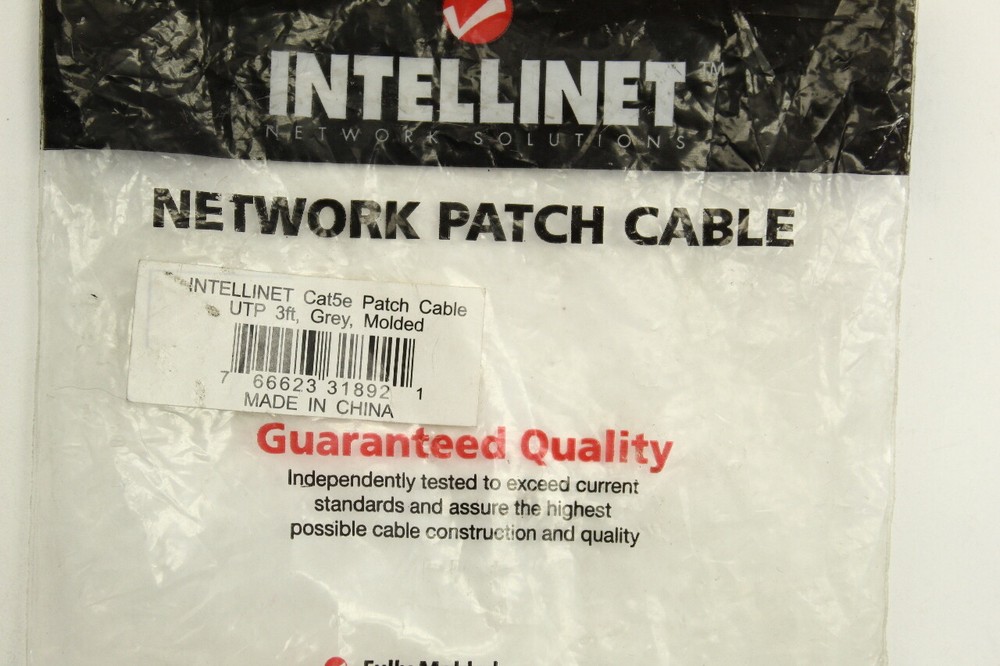 INTELLINET™
NETWORK SOLUTIONS
NETWORK PATCH CABLE
INTELLINET Cat5e Patch Cable
UTP 3ft, Grey, Molded
7 66623 31892 1
MADE IN CHINA
Guaranteed Quality
Independently tested to exceed current
standards and assure the highest
possible cable construction and quality
Fully Molded